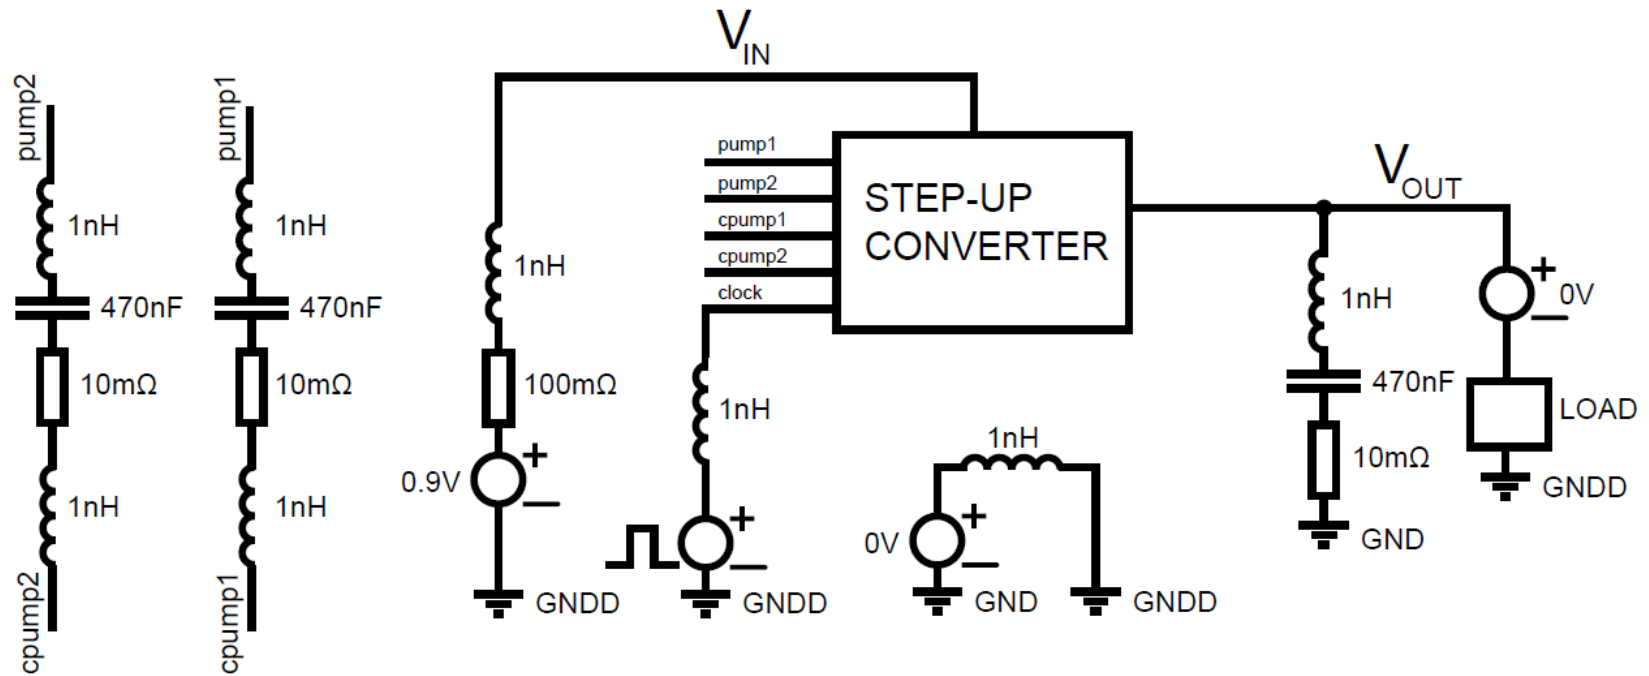 pump2
1nH
470nF
10mΩ
1nH
cpump2
pump1
1nH
470nF
10mΩ
1nH
cpump1
VIN
1nH
100mΩ
0.9V
+
GNDD
pump1
pump2
cpump1
cpump2
clock
STEP-UP
CONVERTER
1nH
+
GNDD
1nH
0V
+
GND
GNDD
VOUT
1nH
470nF
10mΩ
GND
+
0V
LOAD
GNDD